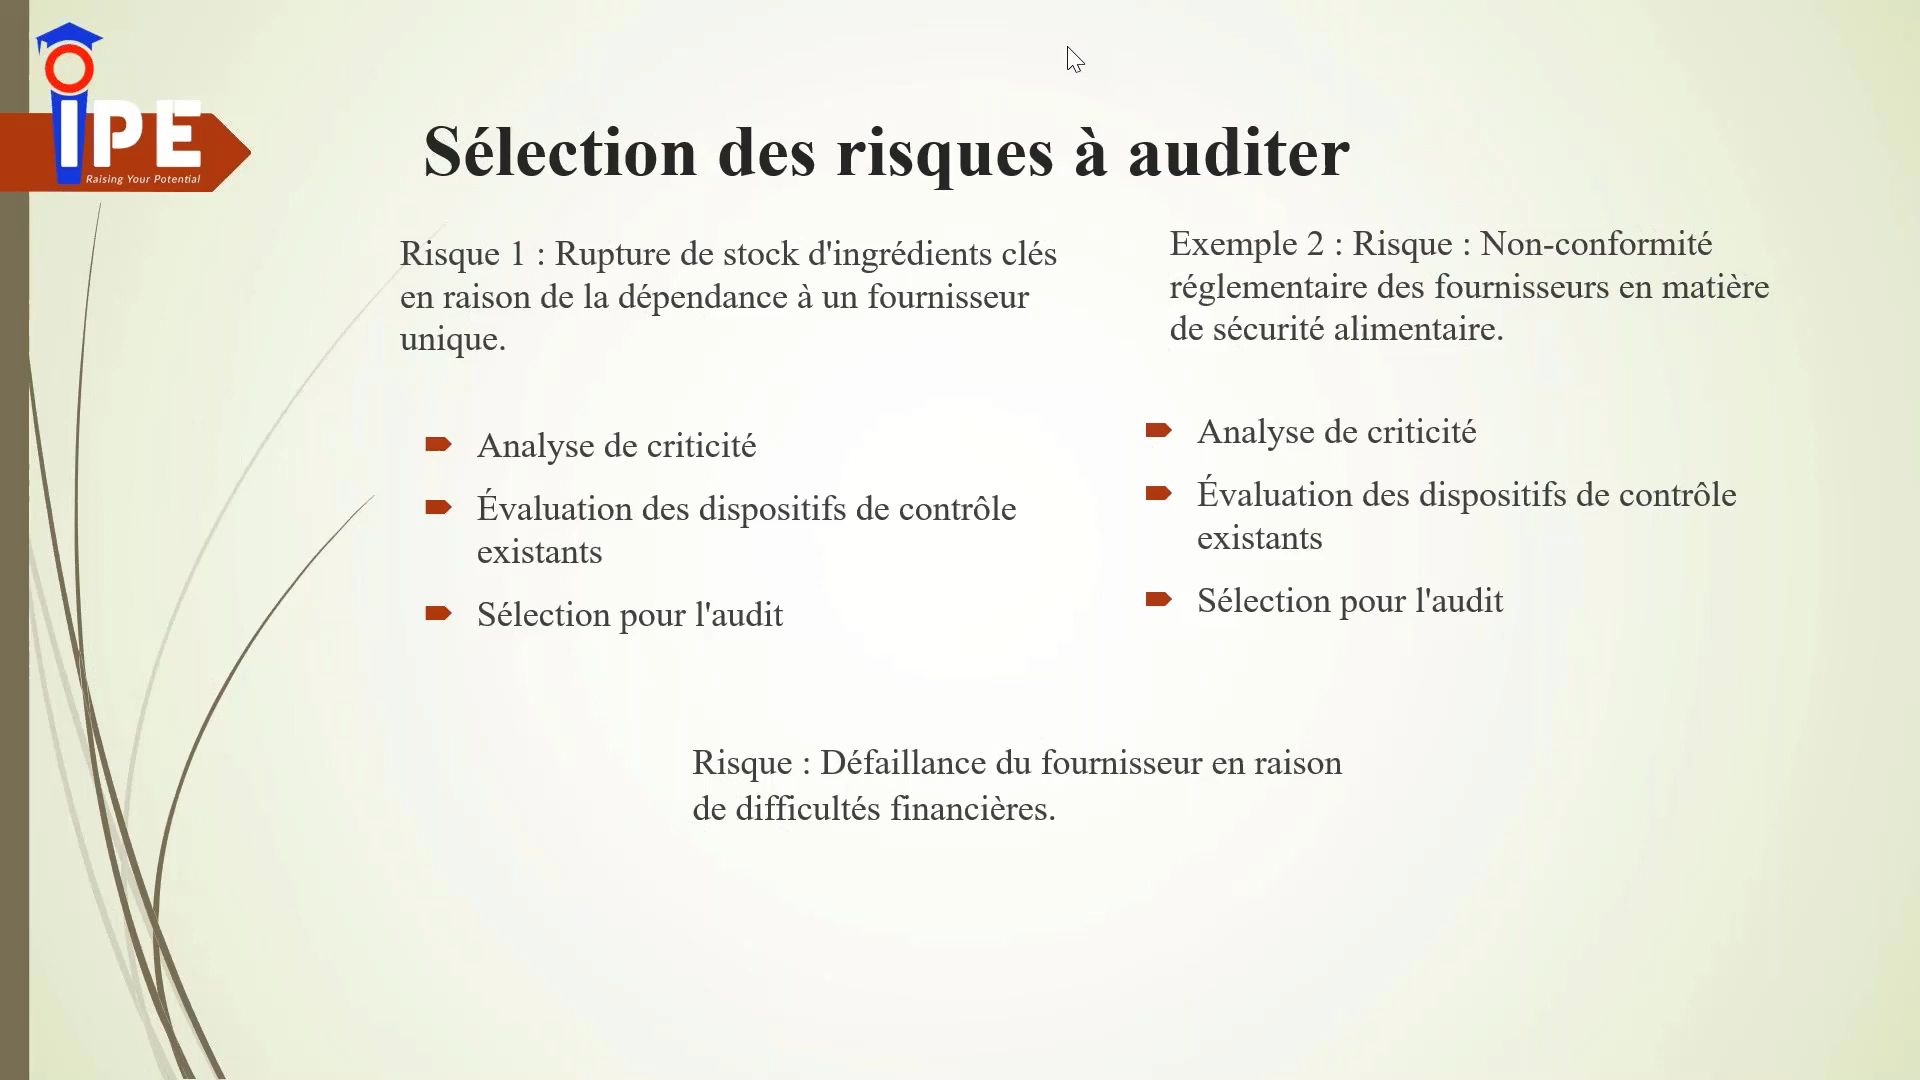 IPE
Raising Your Potential
Sélection des risques à auditer
Risque 1 : Rupture de stock d'ingrédients clés
en raison de la dépendance à un fournisseur
unique.
Analyse de criticité
Évaluation des dispositifs de contrôle
existants
Sélection pour l'audit
Exemple 2 : Risque : Non-conformité
réglementaire des fournisseurs en matière
de sécurité alimentaire.
Analyse de criticité
Évaluation des dispositifs de contrôle
existants
Sélection pour l'audit
Risque : Défaillance du fournisseur en raison
de difficultés financières.